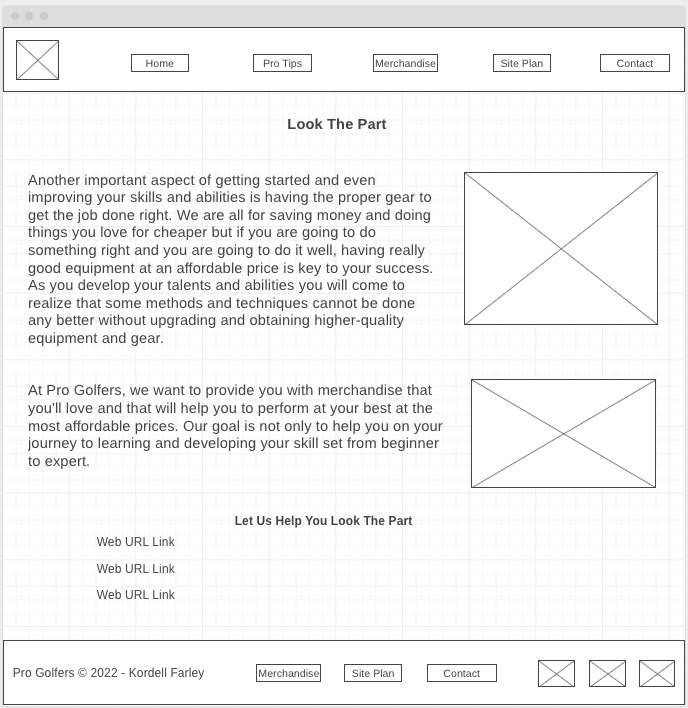 Home
Pro Tips
Merchandise
Site Plan
Contact
Look The Part
Another important aspect of getting started and even
improving your skills and abilities is having the proper gear to
get the job done right. We are all for saving money and doing
things you love for cheaper but if you are going to do
something right and you are going to do it well, having really
good equipment at an affordable price is key to your success.
As you develop your talents and abilities you will come to
realize that some methods and techniques cannot be done
any better without upgrading and obtaining higher-quality
equipment and gear.
At Pro Golfers, we want to provide you with merchandise that
you'll love and that will help you to perform at your best at the
most affordable prices. Our goal is not only to help you on your
journey to learning and developing your skill set from beginner
to expert.
Let Us Help You Look The Part
Web URL Link
Web URL Link
Web URL Link
Pro Golfers © 2022 - Kordell Farley
Merchandise
Site Plan
Contact